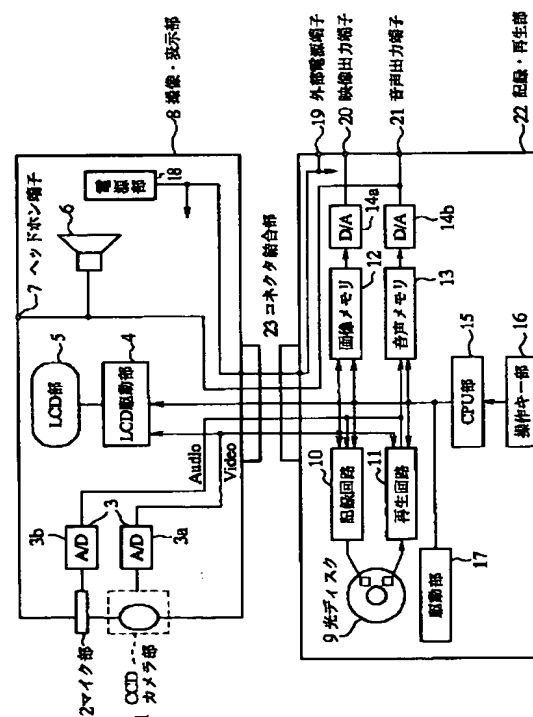 8 撮像・表示部
電源部
18
6
7 ヘッドホン端子
5
LCD部
4
LCD駆動部
Audio
Video
3
3b
A/D
3a
A/D
2マイク部
CCD
1 カメラ部
23 コネクタ結合部
19 外部電源端子
20 映像出力端子
21 音声出力端子
22 記録・再生部
14a
D/A
14b
D/A
12
画像メモリ
13
音声メモリ
15
CPU部
16
操作キー部
10
記録回路
11
再生回路
9光ディスク
17
駆動部